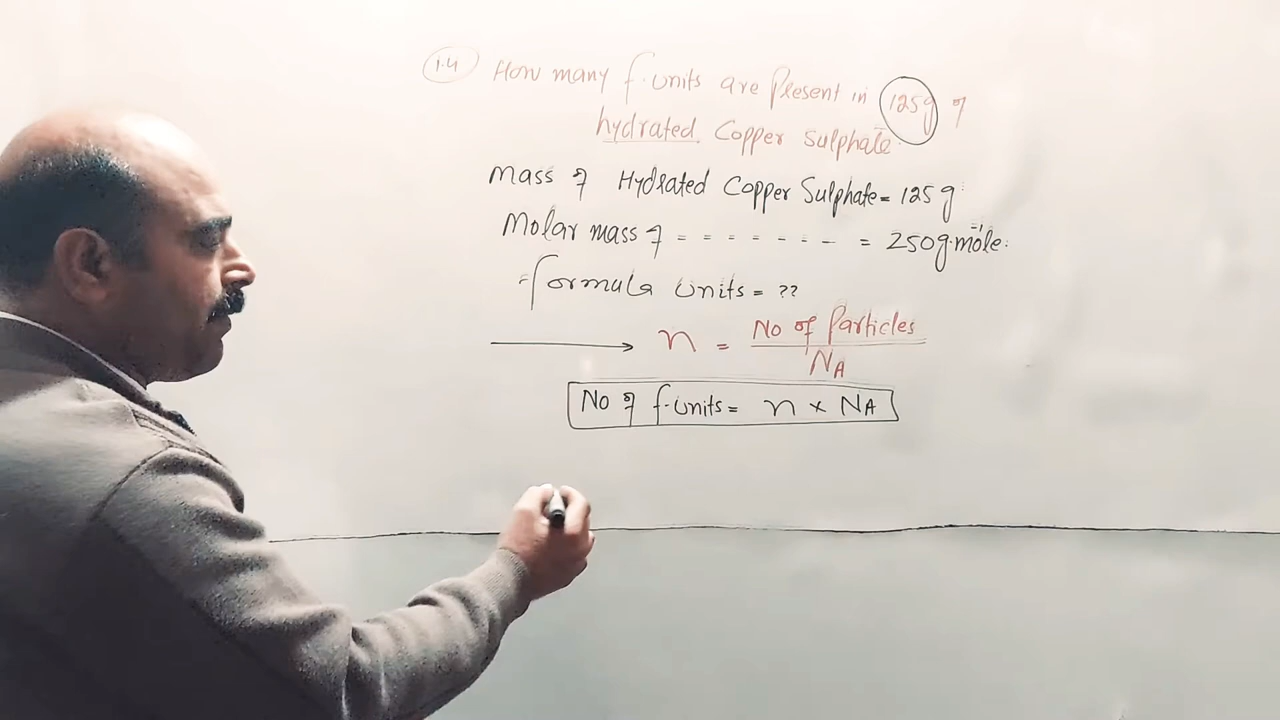 1.4 How many f.units are Present in 125g of
hydrated Copper Sulphate.
Mass of Hydrated Copper Sulphate = 125 g.
Molar mass of = - - - - - - = 250g.mole⁻¹.
Formula Units = ??
→ n = No of Particles / NA
No of f.units = n × NA